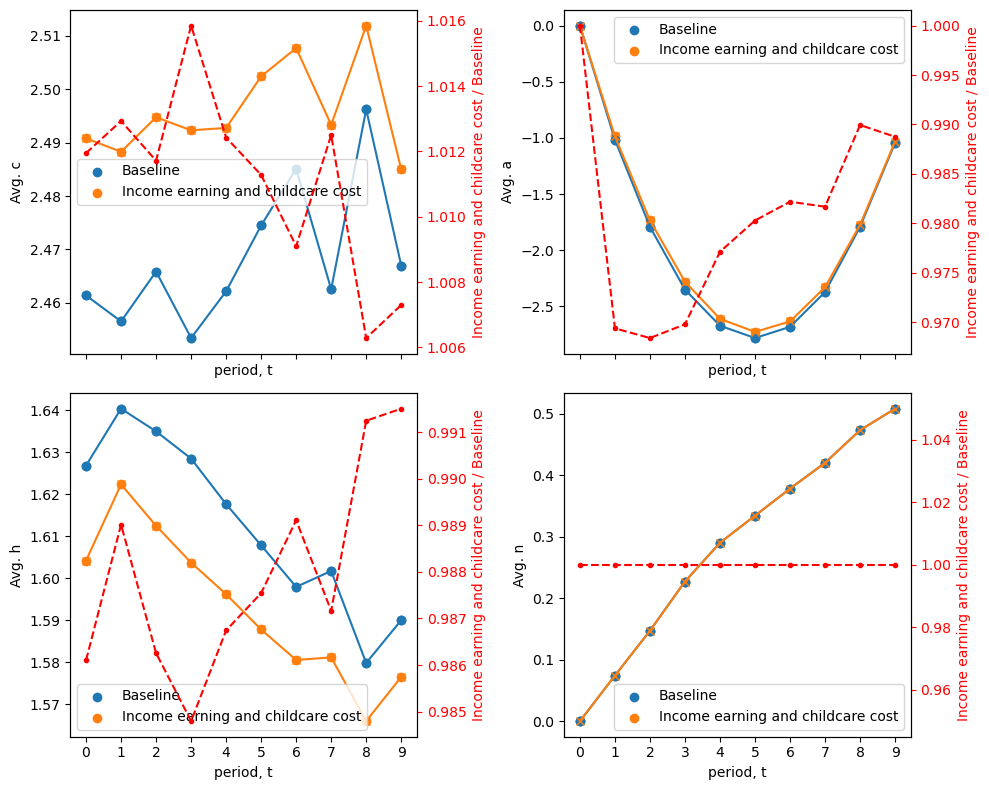 2.51
2.50
2.49
2.48
2.47
2.46
Avg. c
Baseline
Income earning and childcare cost
1.016
1.014
1.012
1.010
1.008
1.006
Income earning and childcare cost / Baseline
period, t
0.0
−0.5
−1.0
−1.5
−2.0
−2.5
Avg. a
Baseline
Income earning and childcare cost
1.000
0.995
0.990
0.985
0.980
0.975
0.970
Income earning and childcare cost / Baseline
period, t
1.64
1.63
1.62
1.61
1.60
1.59
1.58
1.57
Avg. h
Baseline
Income earning and childcare cost
0.991
0.990
0.989
0.988
0.987
0.986
0.985
Income earning and childcare cost / Baseline
0 1 2 3 4 5 6 7 8 9
period, t
0.5
0.4
0.3
0.2
0.1
0.0
Avg. n
Baseline
Income earning and childcare cost
1.04
1.02
1.00
0.98
0.96
Income earning and childcare cost / Baseline
0 1 2 3 4 5 6 7 8 9
period, t